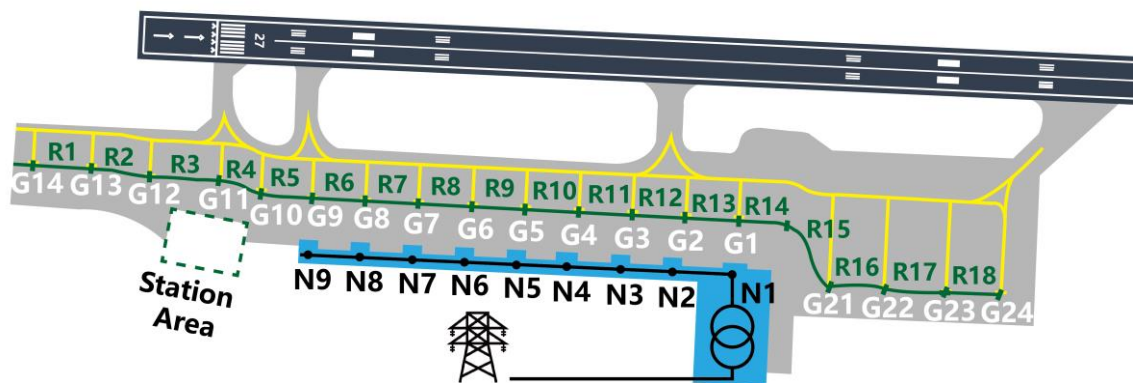 27
R1 R2 R3 R4 R5 R6 R7 R8 R9 R10 R11 R12 R13 R14 R15 R16 R17 R18
G14 G13 G12 G11 G10 G9 G8 G7 G6 G5 G4 G3 G2 G1 G21 G22 G23 G24
N9 N8 N7 N6 N5 N4 N3 N2 N1
Station
Area